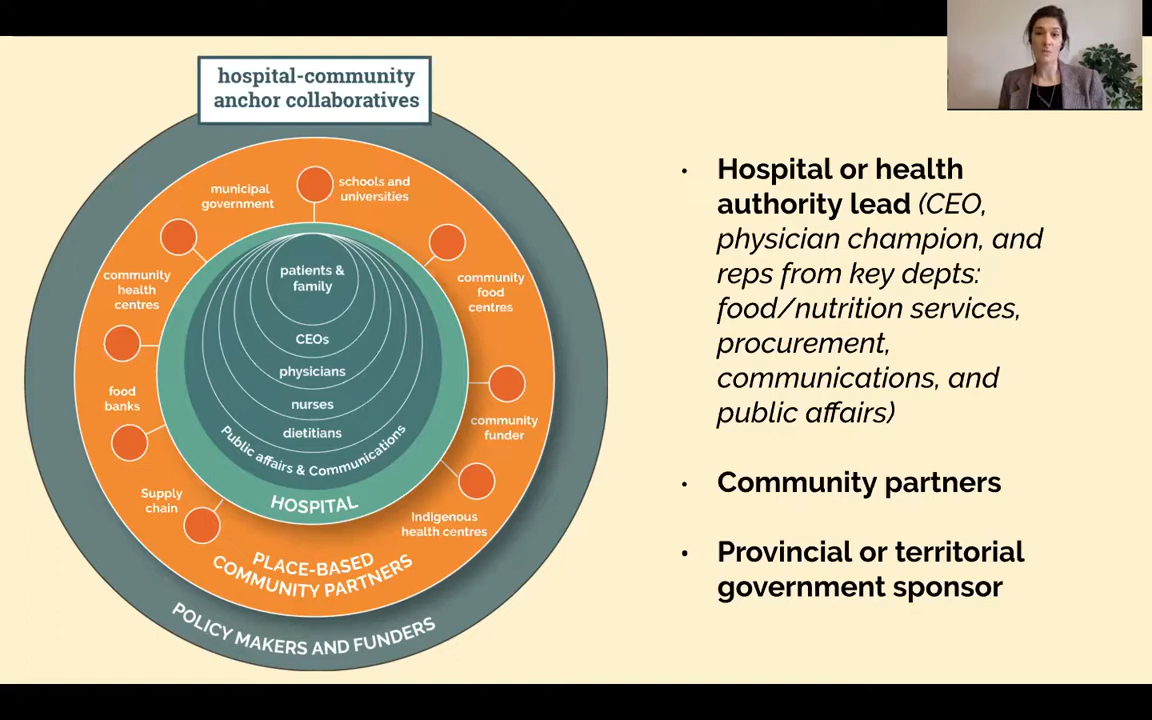 hospital-community
anchor collaboratives
schools and
universities
municipal
government
community
health
centres
community
food
centres
food
banks
community
funder
Supply
chain
Indigenous
health centres
patients &
family
CEOs
physicians
nurses
dietitians
Public affairs & Communications
HOSPITAL
PLACE-BASED
COMMUNITY PARTNERS
POLICY MAKERS AND FUNDERS
• Hospital or health
authority lead (CEO,
physician champion, and
reps from key depts:
food/nutrition services,
procurement,
communications, and
public affairs)
• Community partners
• Provincial or territorial
government sponsor